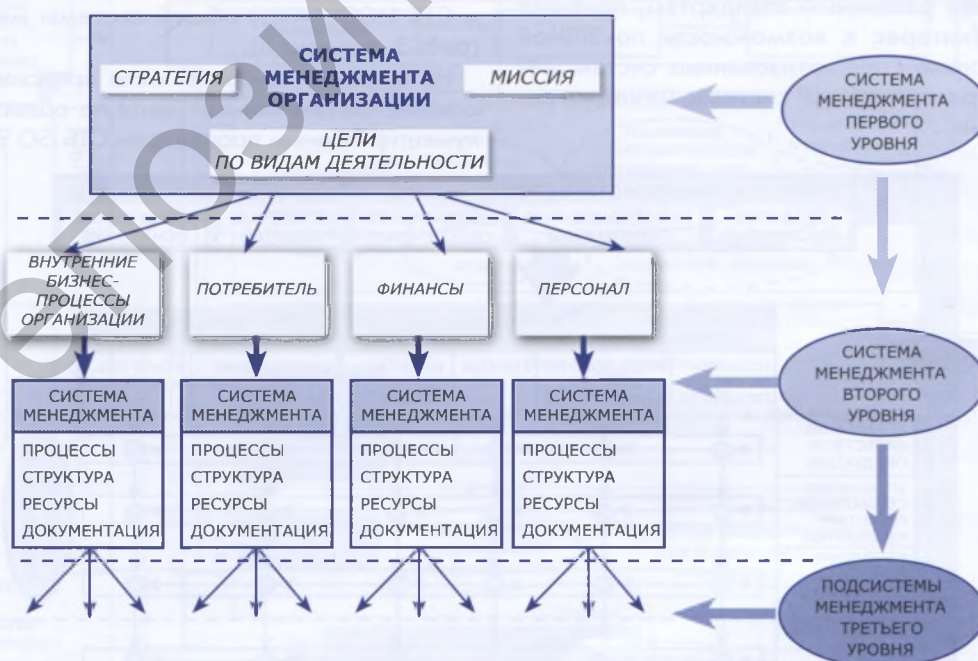 СИСТЕМА
МЕНЕДЖМЕНТА
ОРГАНИЗАЦИИ
СТРАТЕГИЯ
МИССИЯ
ЦЕЛИ
ПО ВИДАМ ДЕЯТЕЛЬНОСТИ
СИСТЕМА
МЕНЕДЖМЕНТА
ПЕРВОГО
УРОВНЯ
ВНУТРЕННИЕ
БИЗНЕС-
ПРОЦЕССЫ
ОРГАНИЗАЦИИ
ПОТРЕБИТЕЛЬ
ФИНАНСЫ
ПЕРСОНАЛ
СИСТЕМА
МЕНЕДЖМЕНТА
ПРОЦЕССЫ
СТРУКТУРА
РЕСУРСЫ
ДОКУМЕНТАЦИЯ
СИСТЕМА
МЕНЕДЖМЕНТА
ПРОЦЕССЫ
СТРУКТУРА
РЕСУРСЫ
ДОКУМЕНТАЦИЯ
СИСТЕМА
МЕНЕДЖМЕНТА
ПРОЦЕССЫ
СТРУКТУРА
РЕСУРСЫ
ДОКУМЕНТАЦИЯ
СИСТЕМА
МЕНЕДЖМЕНТА
ПРОЦЕССЫ
СТРУКТУРА
РЕСУРСЫ
ДОКУМЕНТАЦИЯ
СИСТЕМА
МЕНЕДЖМЕНТА
ВТОРОГО
УРОВНЯ
ПОДСИСТЕМЫ
МЕНЕДЖМЕНТА
ТРЕТЬЕГО
УРОВНЯ